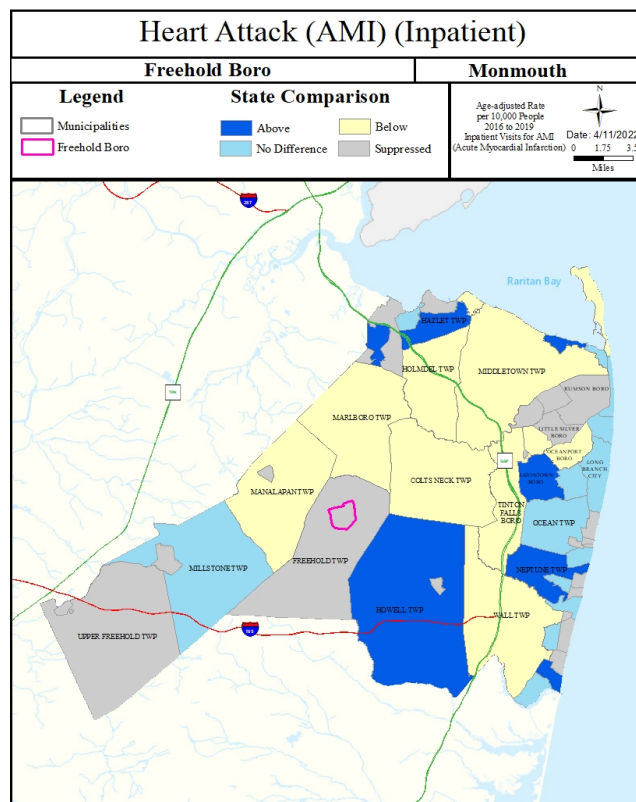 Heart Attack (AMI) (Inpatient)
Freehold Boro
Monmouth
Legend
Municipalities
Freehold Boro
State Comparison
Above
Below
No Difference
Suppressed
Age-adjusted Rate
per 10,000 People
2016 to 2019
Inpatient Visits for AMI
(Acute Myocardial Infarction)
N
Date: 4/11/2022
0 1.75 3.5
Miles
287
Raritan Bay
HAZLET TWP
HOLMDEL TWP
MIDDLETOWN TWP
RUMSON BORO
MARLBORO TWP
LITTLE SILVER
BORO
OCEANPORT
BORO
LONG
BRANCH
CITY
GSP
COLTS NECK TWP
MANALAPAN TWP
TINTON
FALLS
BORO
OCEAN TWP
FREEHOLD TWP
MILLSTONE TWP
NEPTUNE TWP
HOWELL TWP
WALL TWP
UPPER FREEHOLD TWP
195